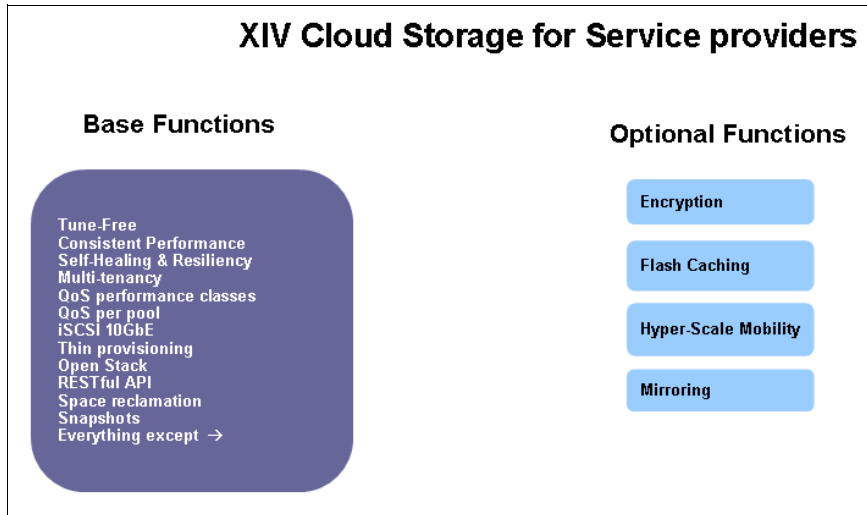 XIV Cloud Storage for Service providers
Base Functions
Tune-Free
Consistent Performance
Self-Healing & Resiliency
Multi-tenancy
QoS performance classes
QoS per pool
iSCSI 10GbE
Thin provisioning
Open Stack
RESTful API
Space reclamation
Snapshots
Everything except →
Optional Functions
Encryption
Flash Caching
Hyper-Scale Mobility
Mirroring